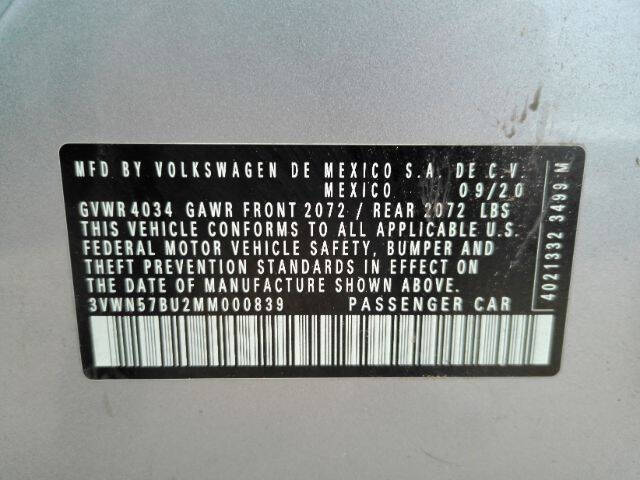 MFD BY VOLKSWAGEN DE MEXICO S.A. DE C.V.
MEXICO 09/20
GVWR 4034 GAWR FRONT 2072 / REAR 2072 LBS
THIS VEHICLE CONFORMS TO ALL APPLICABLE U.S.
FEDERAL MOTOR VEHICLE SAFETY, BUMPER AND
THEFT PREVENTION STANDARDS IN EFFECT ON
THE DATE OF MANUFACTURE SHOWN ABOVE.
3VWN57BU2MM000839 PASSENGER CAR
4021332 3499 M